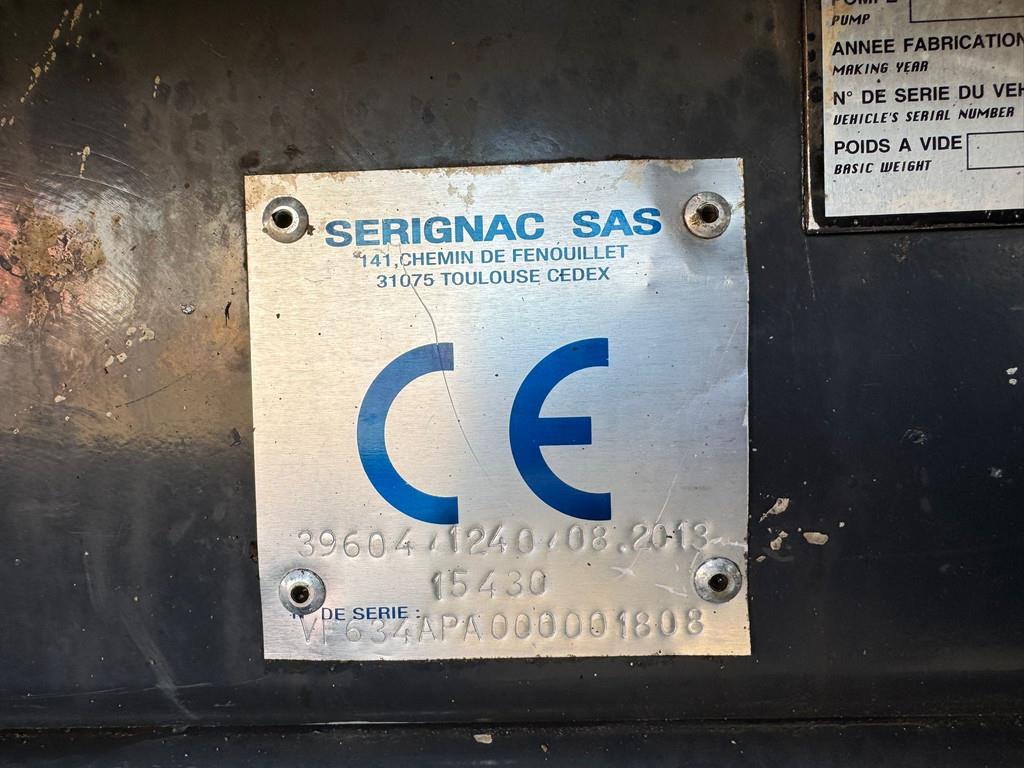 SERIGNAC SAS
141, CHEMIN DE FENOUILLET
31075 TOULOUSE CEDEX
CE
39604/1240/08.2013
15430
N° DE SERIE :
VF634APA000001808
POMPE
PUMP
ANNEE FABRICATION
MAKING YEAR
N° DE SERIE DU VEH
VEHICLE'S SERIAL NUMBER
POIDS A VIDE
BASIC WEIGHT